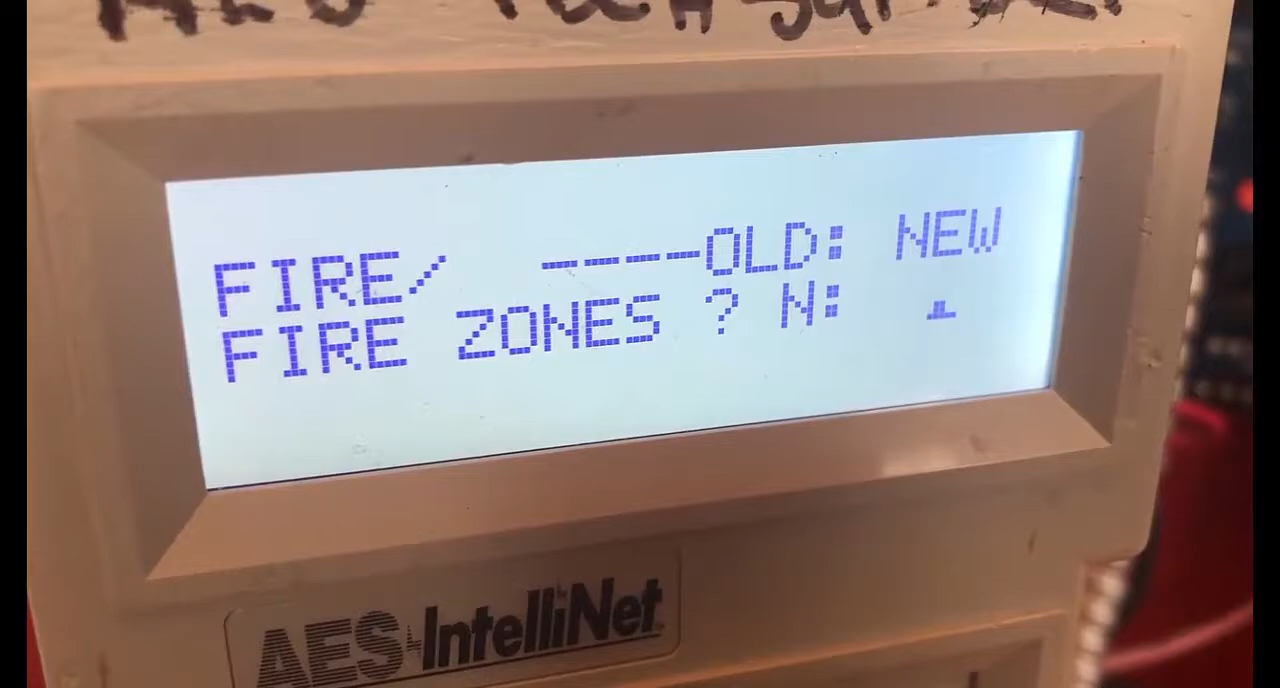 FIRE/ ----OLD: NEW
FIRE ZONES ? N:
AES IntelliNet